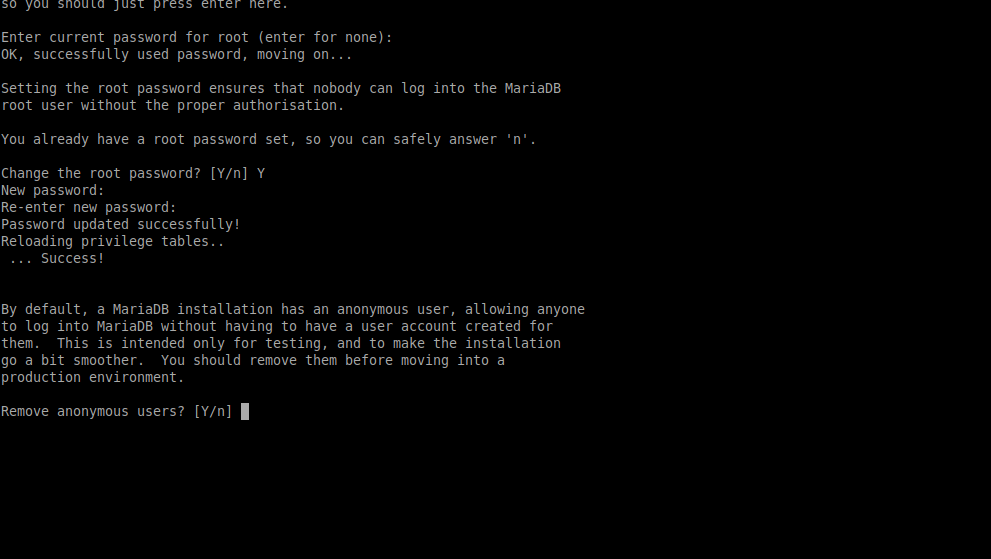 so you should just press enter here.
Enter current password for root (enter for none):
OK, successfully used password, moving on...
Setting the root password ensures that nobody can log into the MariaDB
root user without the proper authorisation.
You already have a root password set, so you can safely answer 'n'.
Change the root password? [Y/n] Y
New password:
Re-enter new password:
Password updated successfully!
Reloading privilege tables..
 ... Success!
By default, a MariaDB installation has an anonymous user, allowing anyone
to log into MariaDB without having to have a user account created for
them.  This is intended only for testing, and to make the installation
go a bit smoother.  You should remove them before moving into a
production environment.
Remove anonymous users? [Y/n]